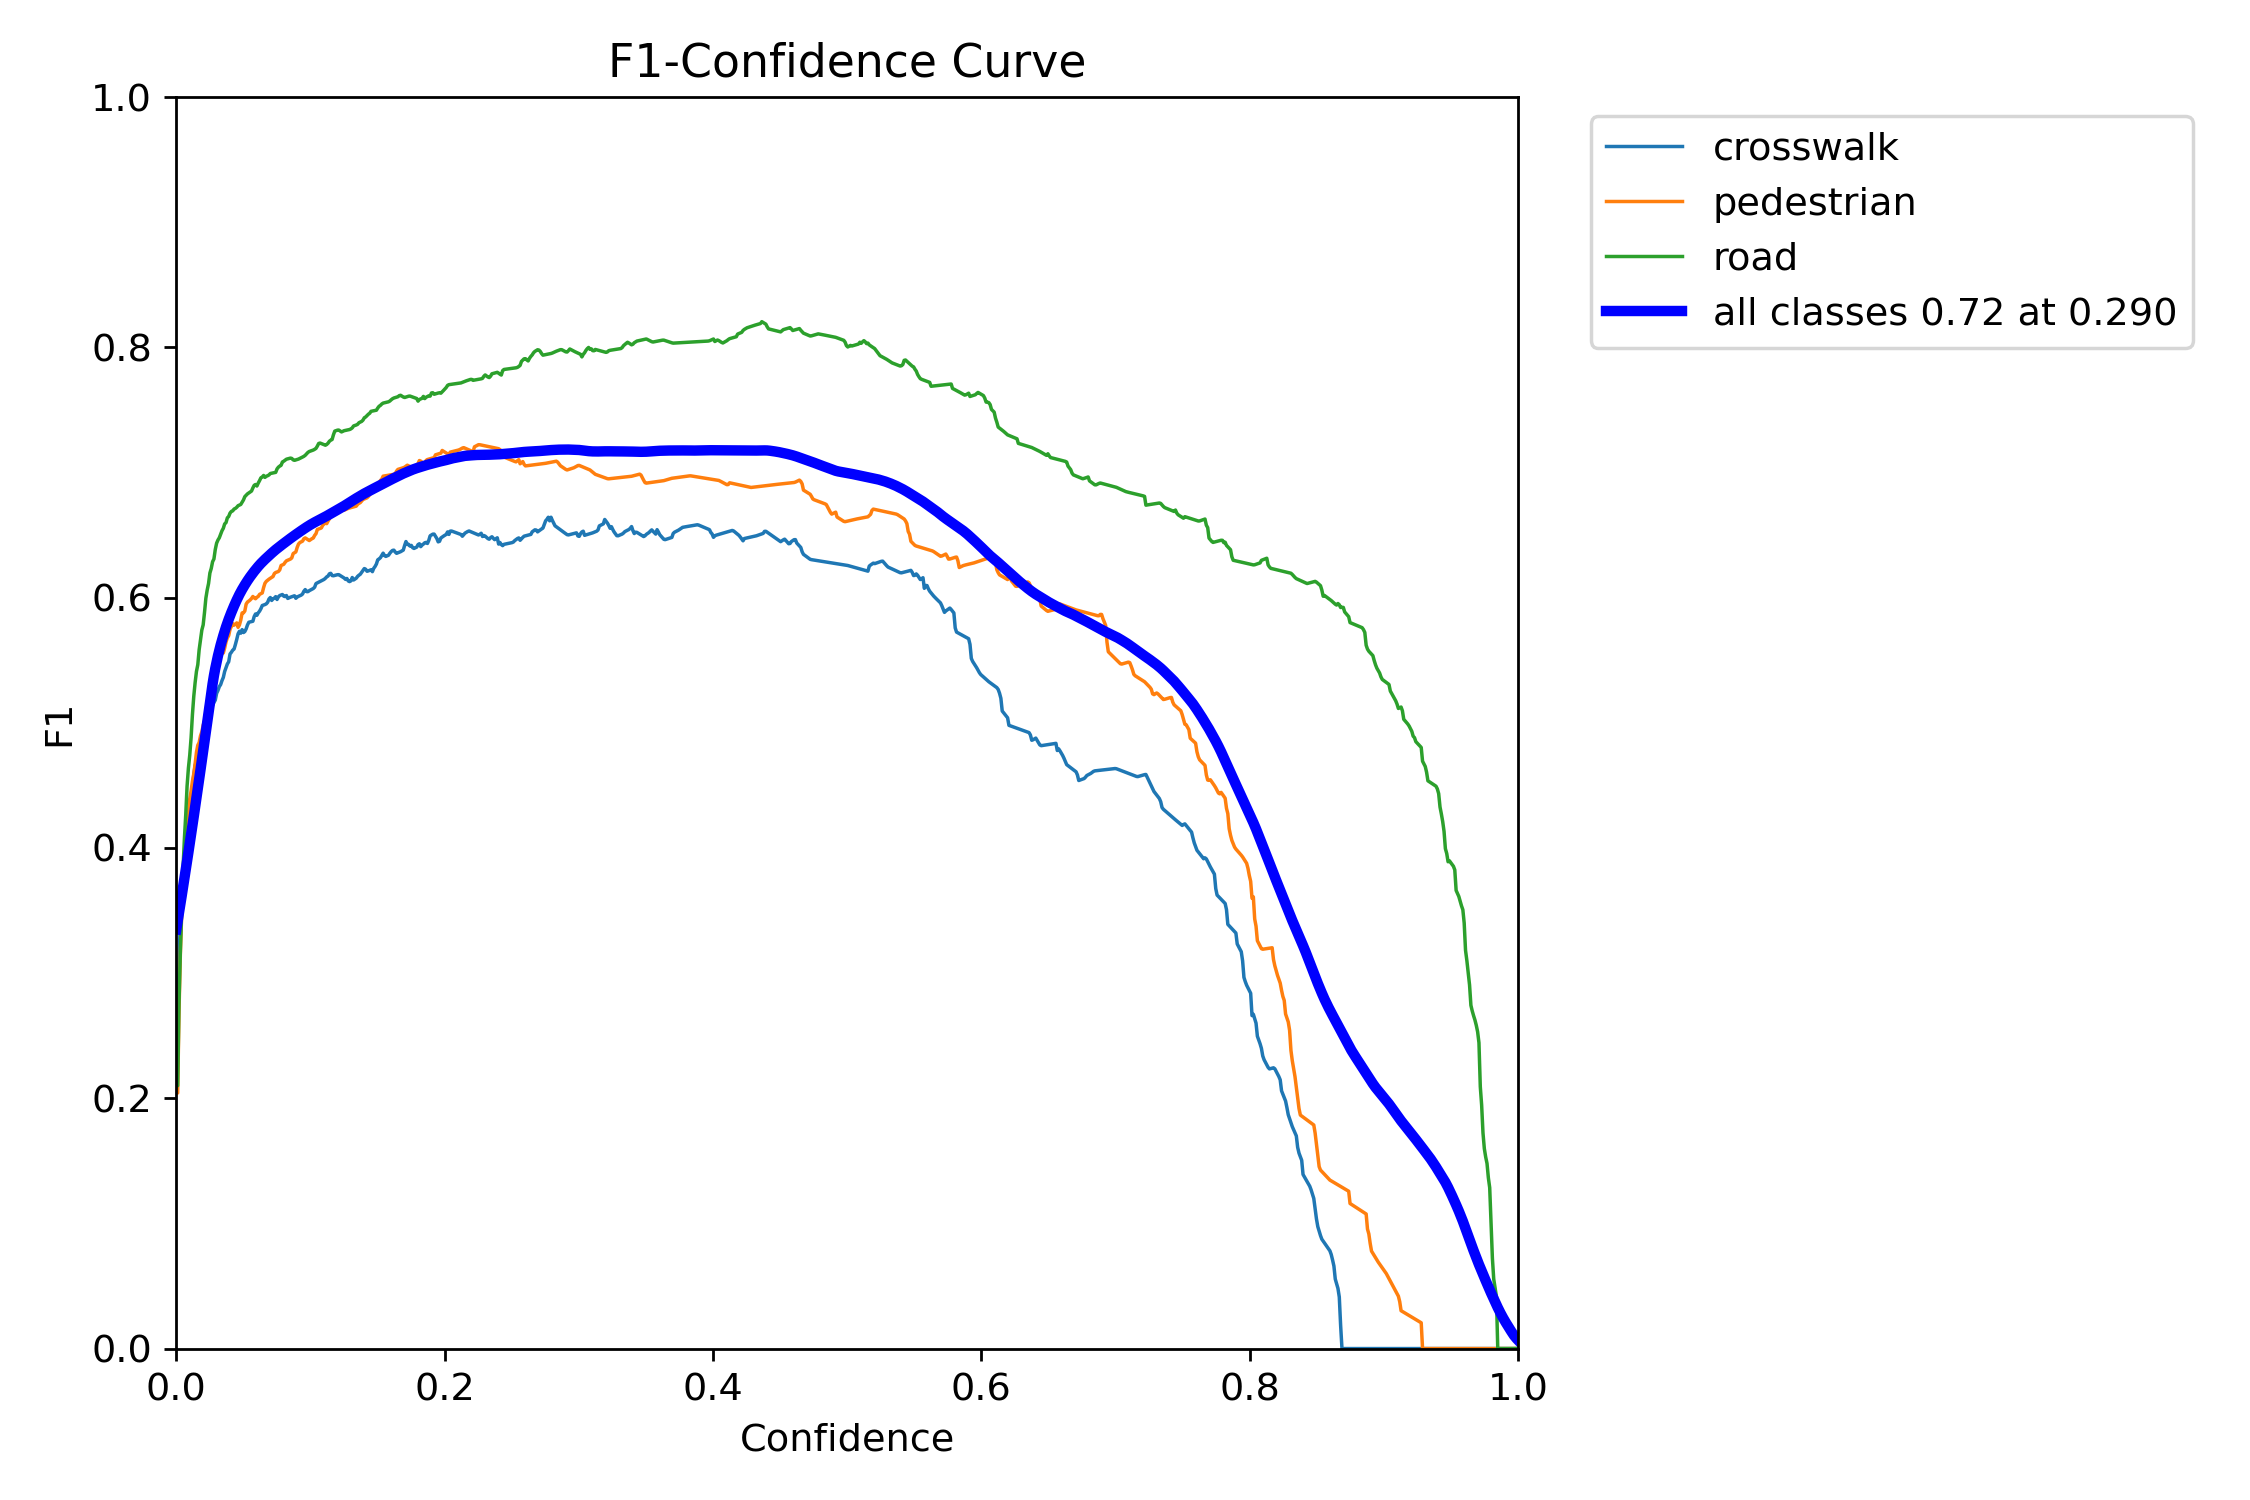 F1-Confidence Curve
1.0
0.8
0.6
0.4
0.2
0.0
F1
0.0 0.2 0.4 0.6 0.8 1.0
Confidence
crosswalk
pedestrian
road
all classes 0.72 at 0.290